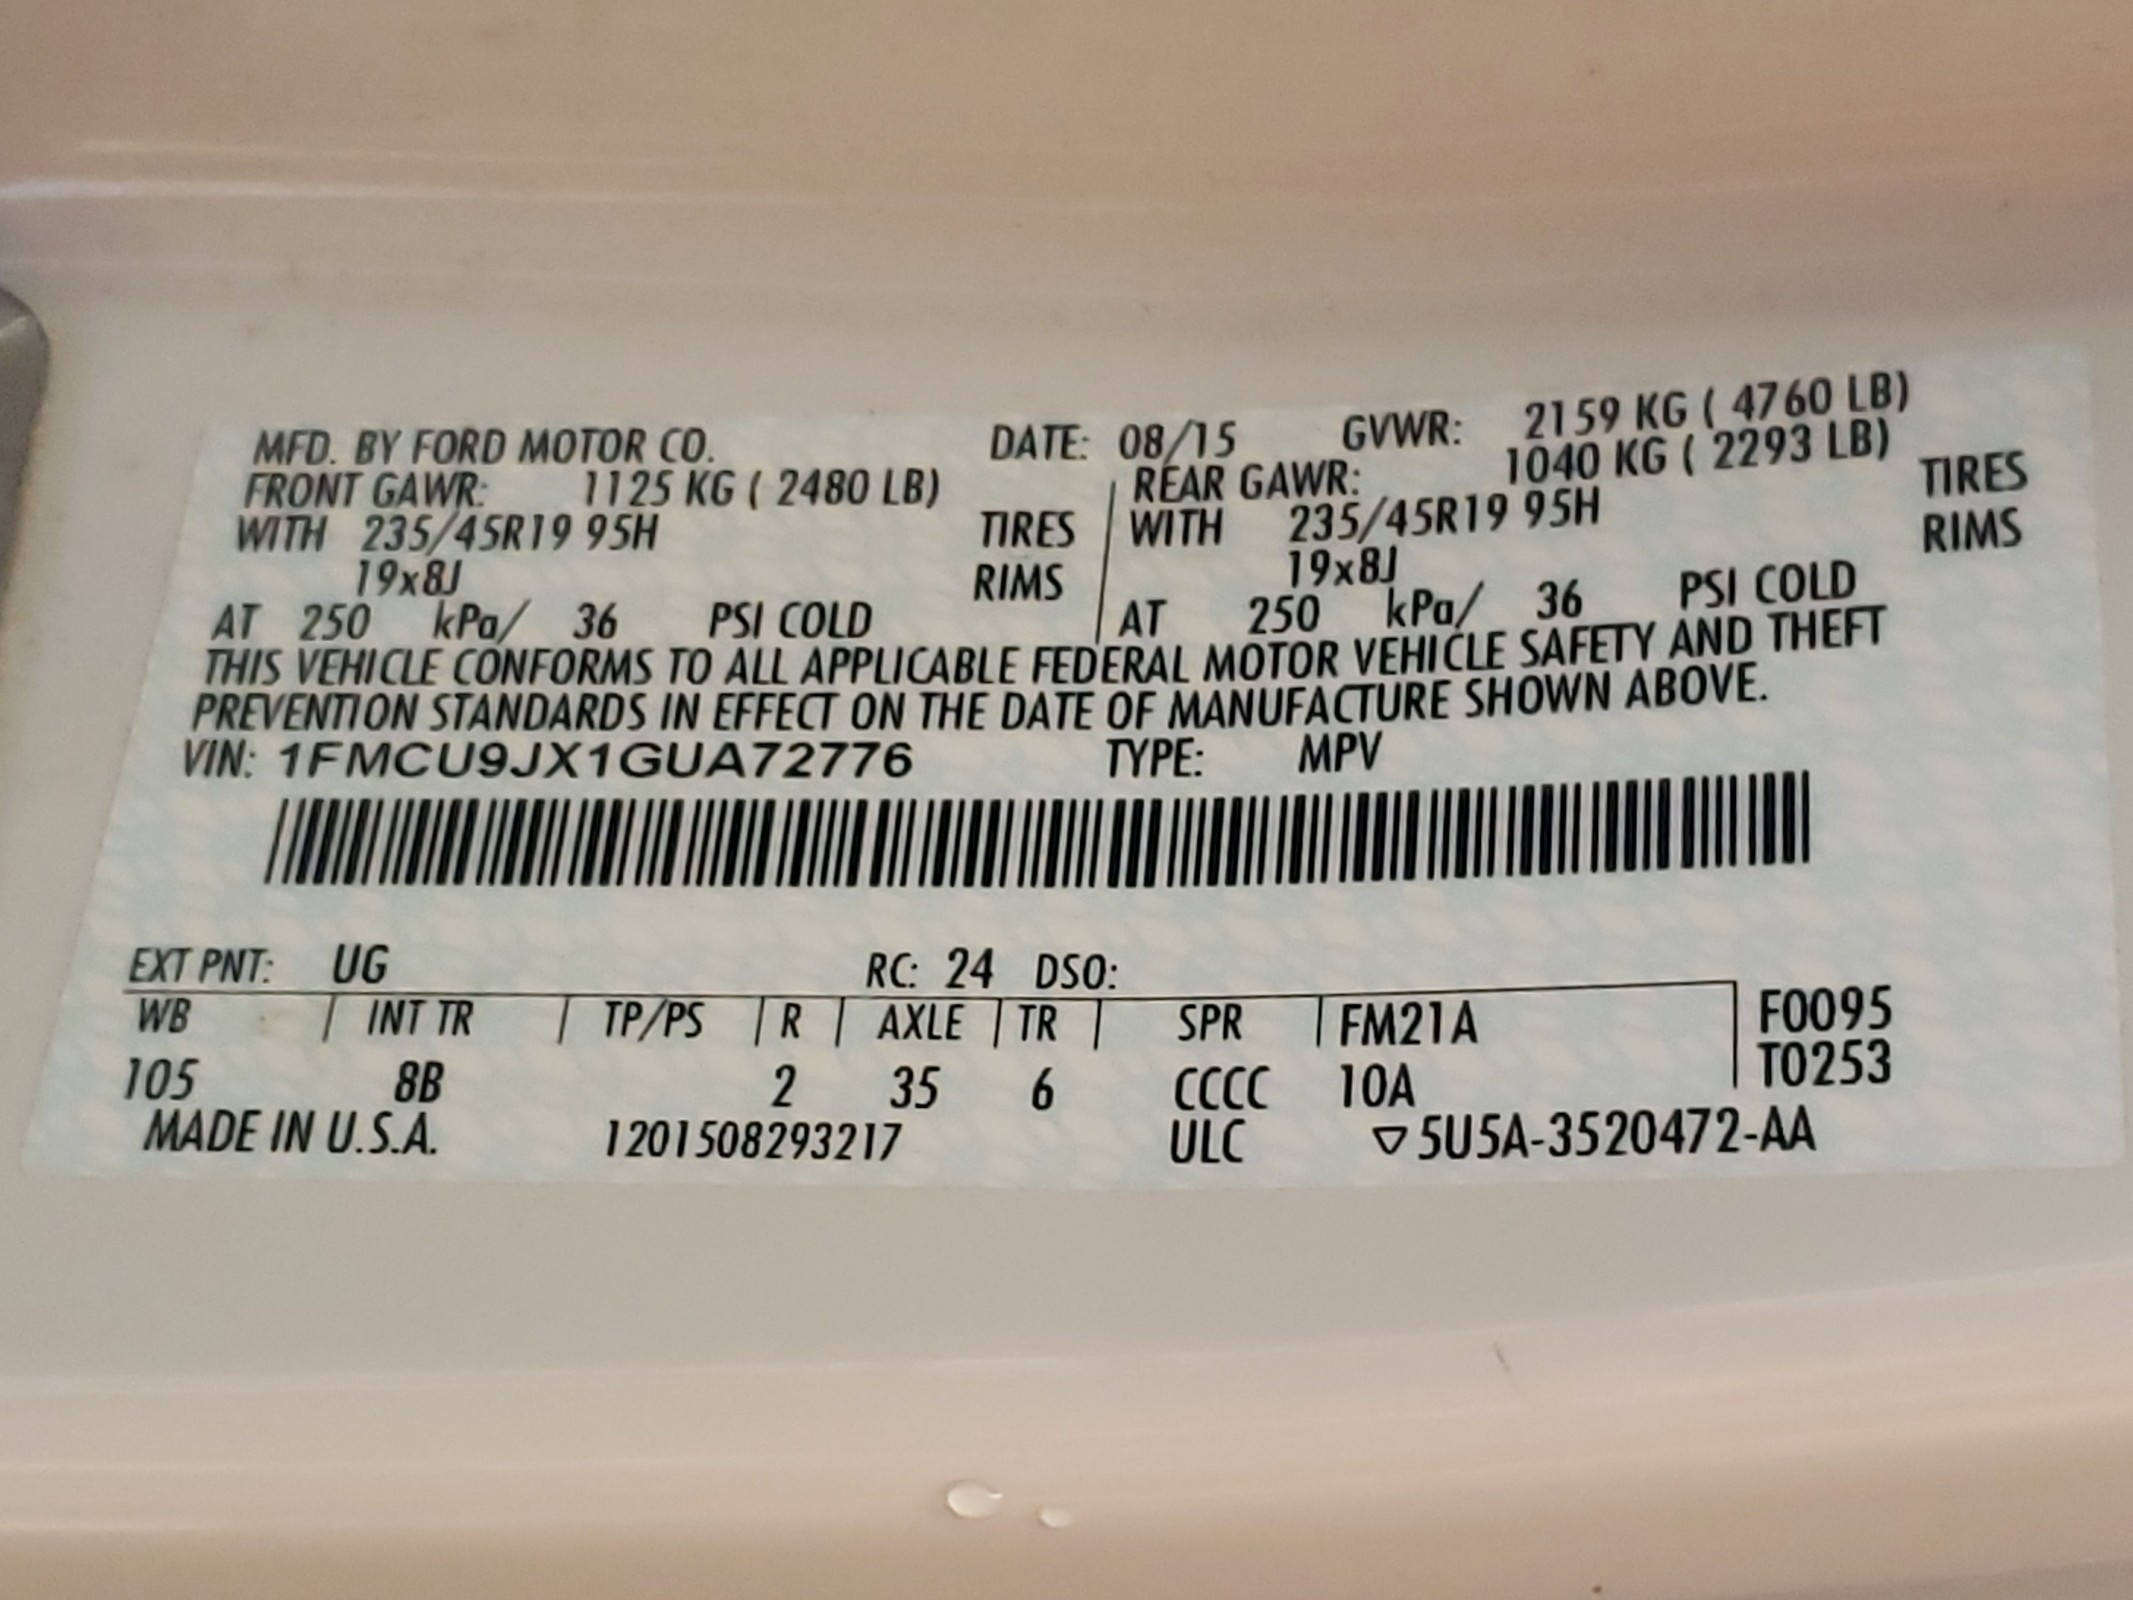 MFD. BY FORD MOTOR CO. DATE: 08/15 GVWR: 2159 KG ( 4760 LB)
FRONT GAWR: 1125 KG ( 2480 LB) REAR GAWR: 1040 KG ( 2293 LB)
WITH 235/45R19 95H TIRES WITH 235/45R19 95H TIRES
19x8J RIMS 19x8J RIMS
AT 250 kPa/ 36 PSI COLD AT 250 kPa/ 36 PSI COLD
THIS VEHICLE CONFORMS TO ALL APPLICABLE FEDERAL MOTOR VEHICLE SAFETY AND THEFT
PREVENTION STANDARDS IN EFFECT ON THE DATE OF MANUFACTURE SHOWN ABOVE.
VIN: 1FMCU9JX1GUA72776 TYPE: MPV
EXT PNT: UG RC: 24 DSO:
WB INT TR TP/PS R AXLE TR SPR FM21A F0095
105 8B 2 35 6 CCCC 10A T0253
MADE IN U.S.A. 1201508293217 ULC ▽5U5A-3520472-AA